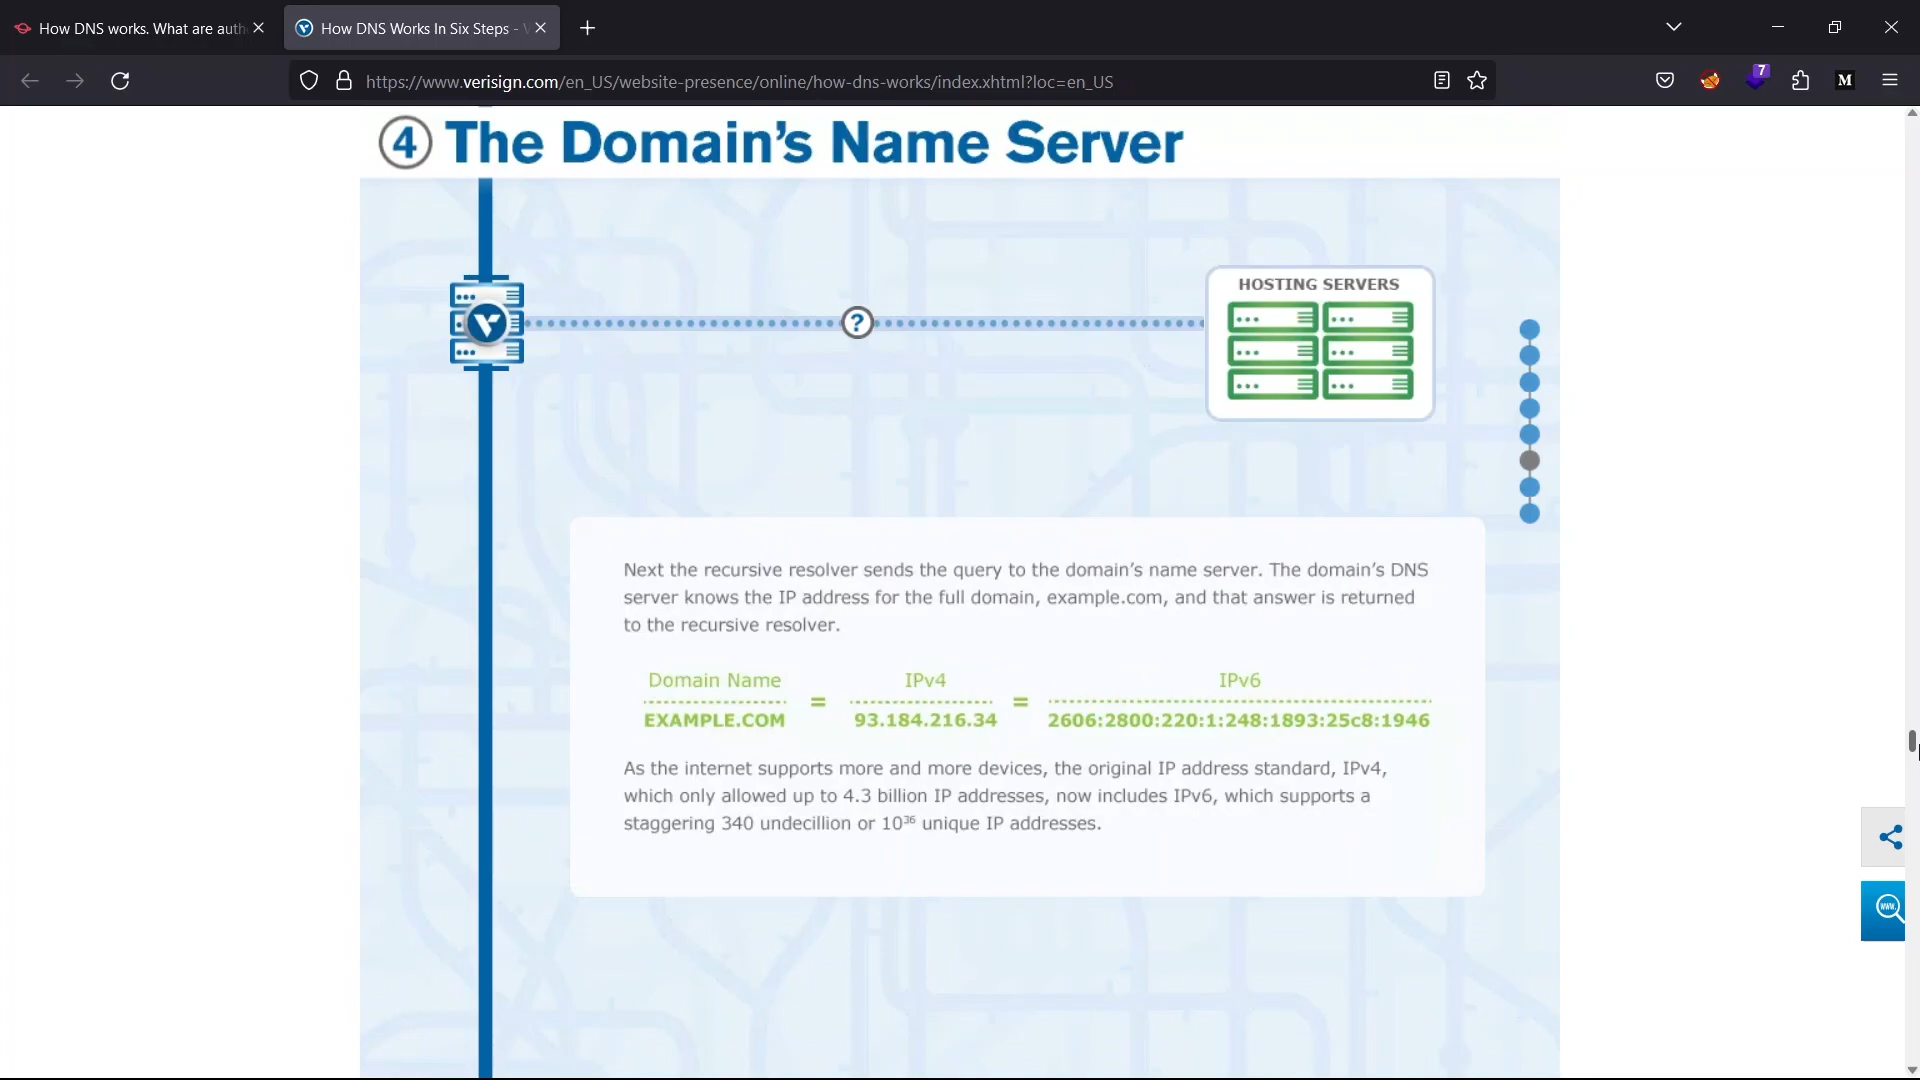 How DNS works. What are auth
How DNS Works In Six Steps -
https://www.verisign.com/en_US/website-presence/online/how-dns-works/index.xhtml?loc=en_US
7
M
4 The Domain’s Name Server
HOSTING SERVERS
?
Next the recursive resolver sends the query to the domain’s name server. The domain’s DNS
server knows the IP address for the full domain, example.com, and that answer is returned
to the recursive resolver.
Domain Name IPv4 IPv6
= =
EXAMPLE.COM 93.184.216.34 2606:2800:220:1:248:1893:25c8:1946
As the internet supports more and more devices, the original IP address standard, IPv4,
which only allowed up to 4.3 billion IP addresses, now includes IPv6, which supports a
staggering 340 undecillion or 10³⁶ unique IP addresses.
www.